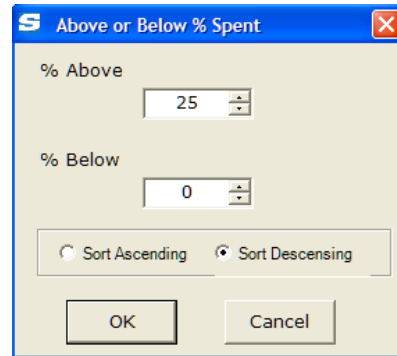 S Above or Below % Spent
% Above
25
% Below
0
Sort Ascending Sort Descensing
OK Cancel